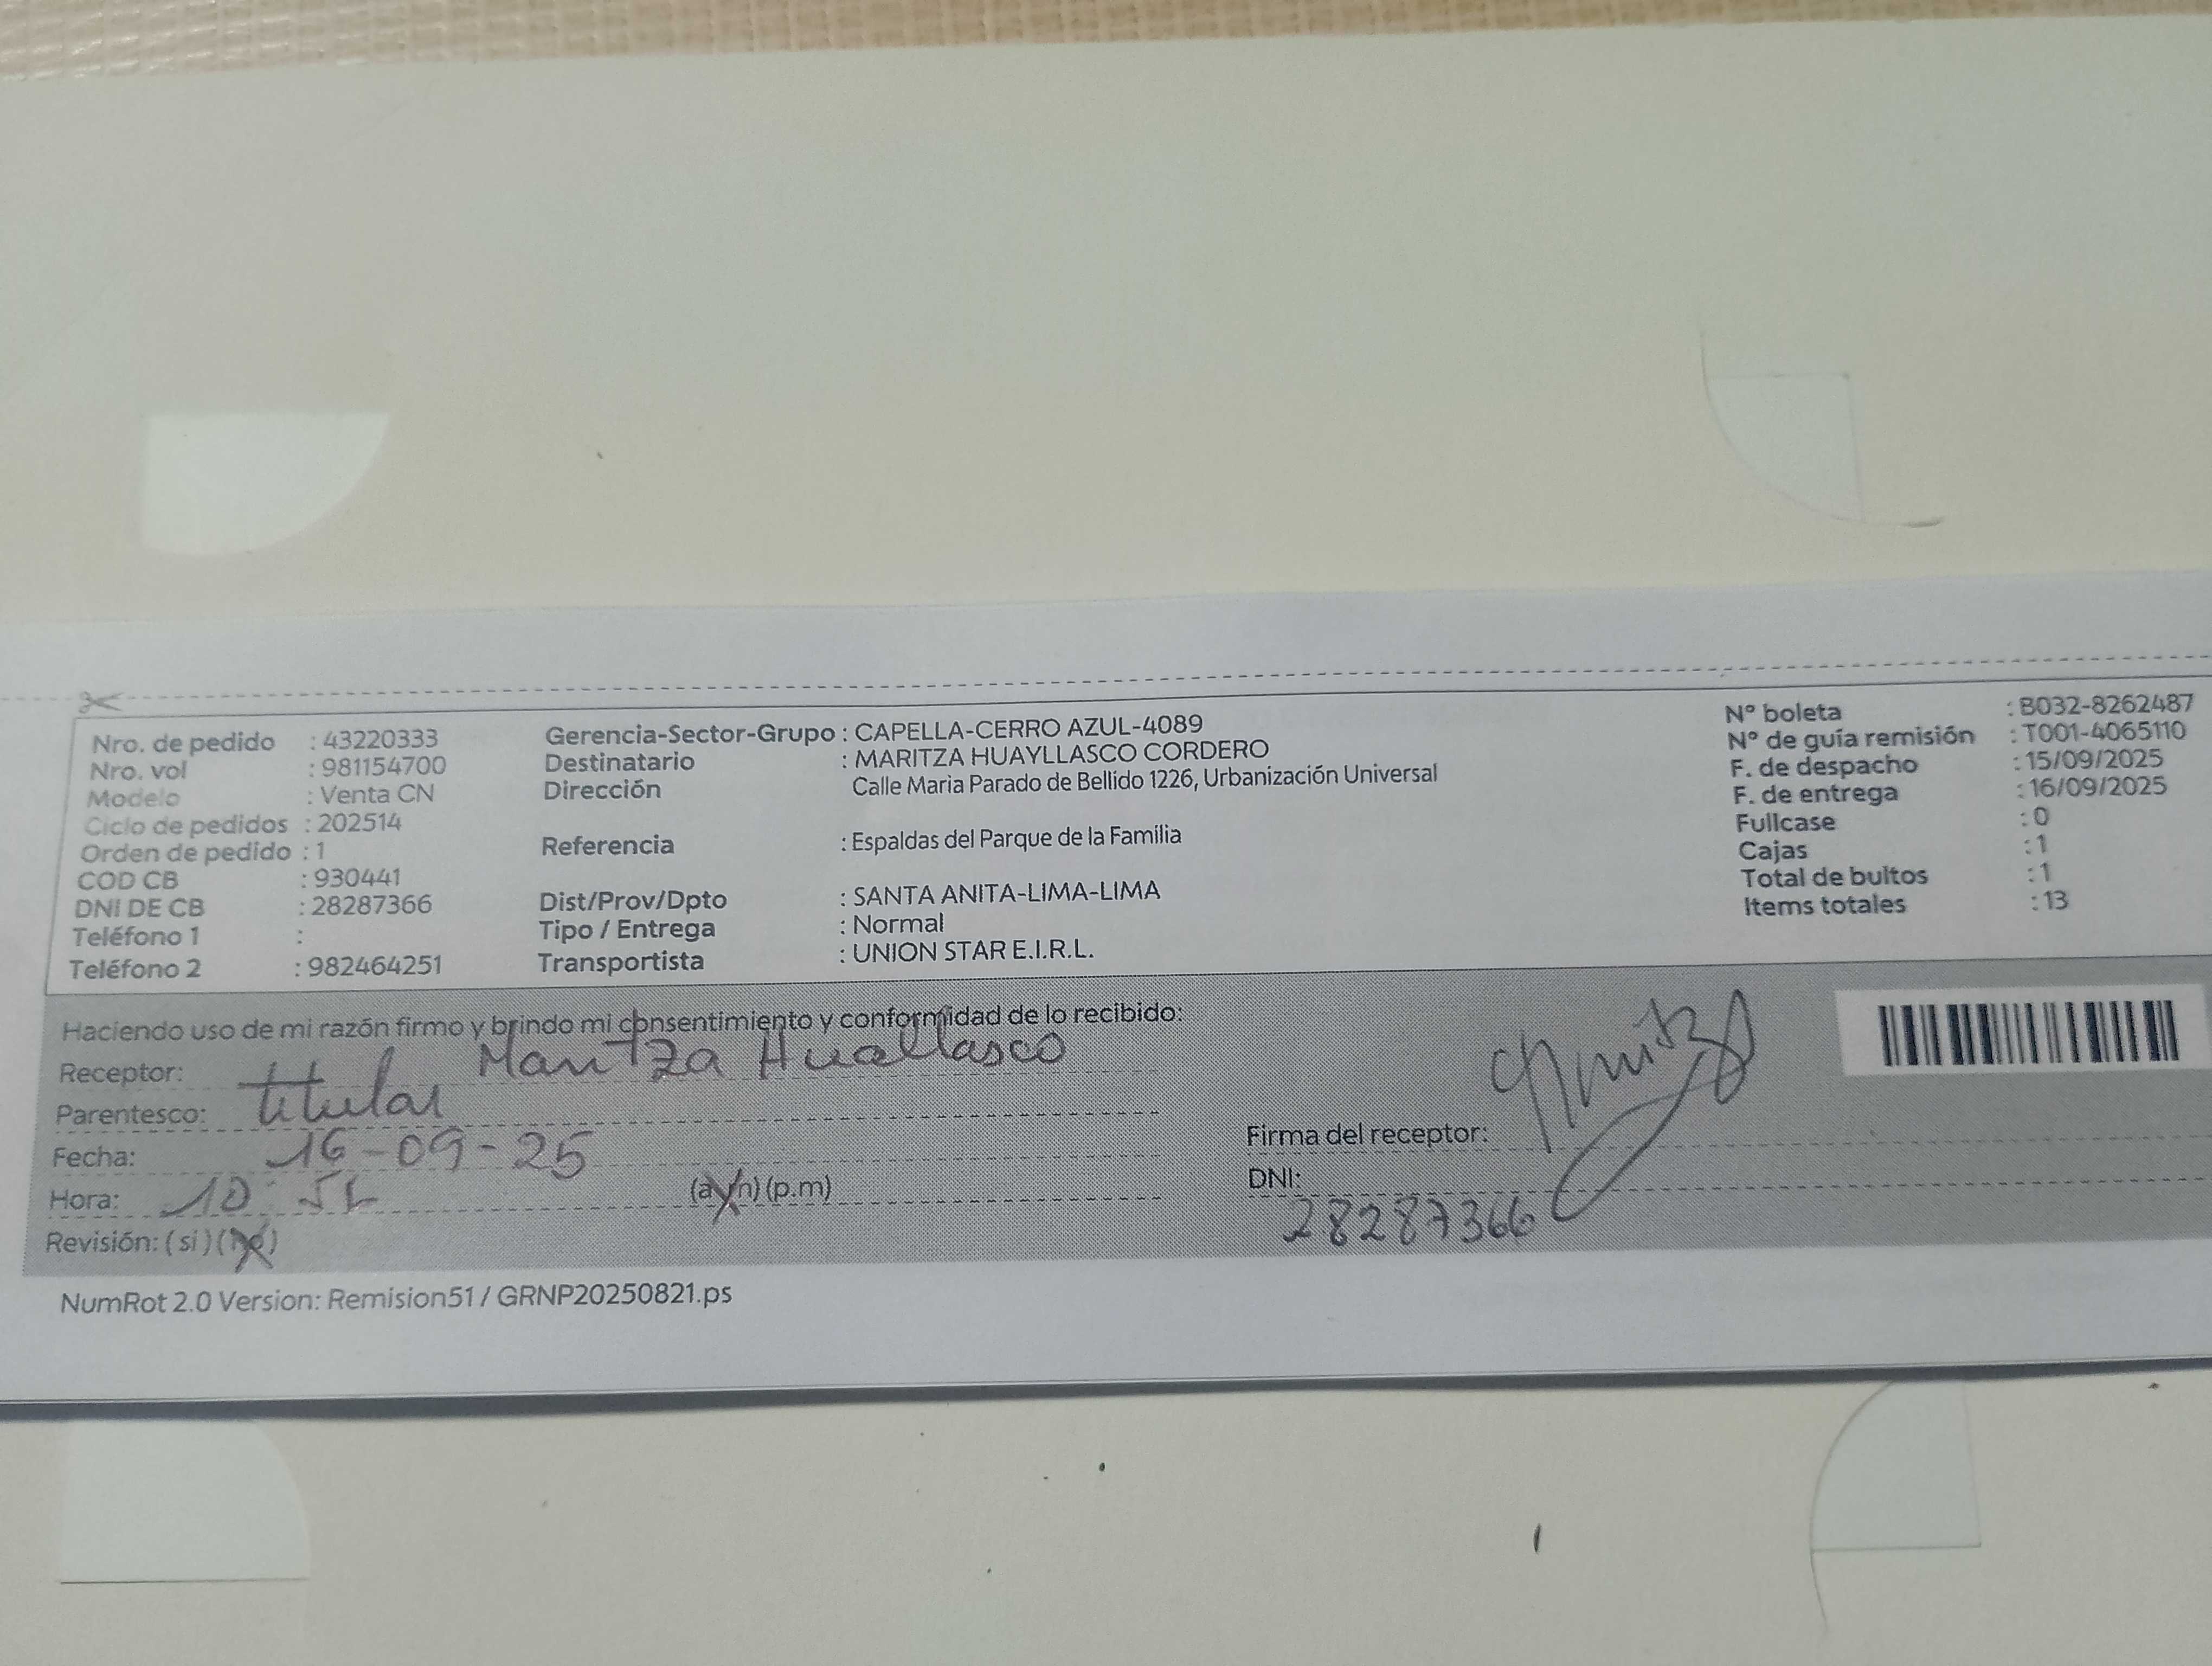 Nro. de pedido : 43220333
Nro. vol : 981154700
Modelo : Venta CN
Ciclo de pedidos : 202514
Orden de pedido : 1
COD CB : 930441
DNI DE CB : 28287366
Teléfono 1 :
Teléfono 2 : 982464251
Gerencia-Sector-Grupo : CAPELLA-CERRO AZUL-4089
Destinatario : MARITZA HUAYLLASCO CORDERO
Dirección Calle Maria Parado de Bellido 1226, Urbanización Universal
Referencia : Espaldas del Parque de la Familia
Dist/Prov/Dpto : SANTA ANITA-LIMA-LIMA
Tipo / Entrega : Normal
Transportista : UNION STAR E.I.R.L.
N° boleta : B032-8262487
N° de guía remisión : T001-4065110
F. de despacho : 15/09/2025
F. de entrega : 16/09/2025
Fullcase : 0
Cajas : 1
Total de bultos : 1
Items totales : 13
Haciendo uso de mi razón firmo y brindo mi consentimiento y conformidad de lo recibido:
Receptor: Maritza Huallasco
Parentesco: titular
Fecha: 16-09-25
Hora: 10 (a.m) (p.m)
Revisión: (si) (no)
Firma del receptor:
DNI: 28287366
NumRot 2.0 Version: Remision51 / GRNP20250821.ps